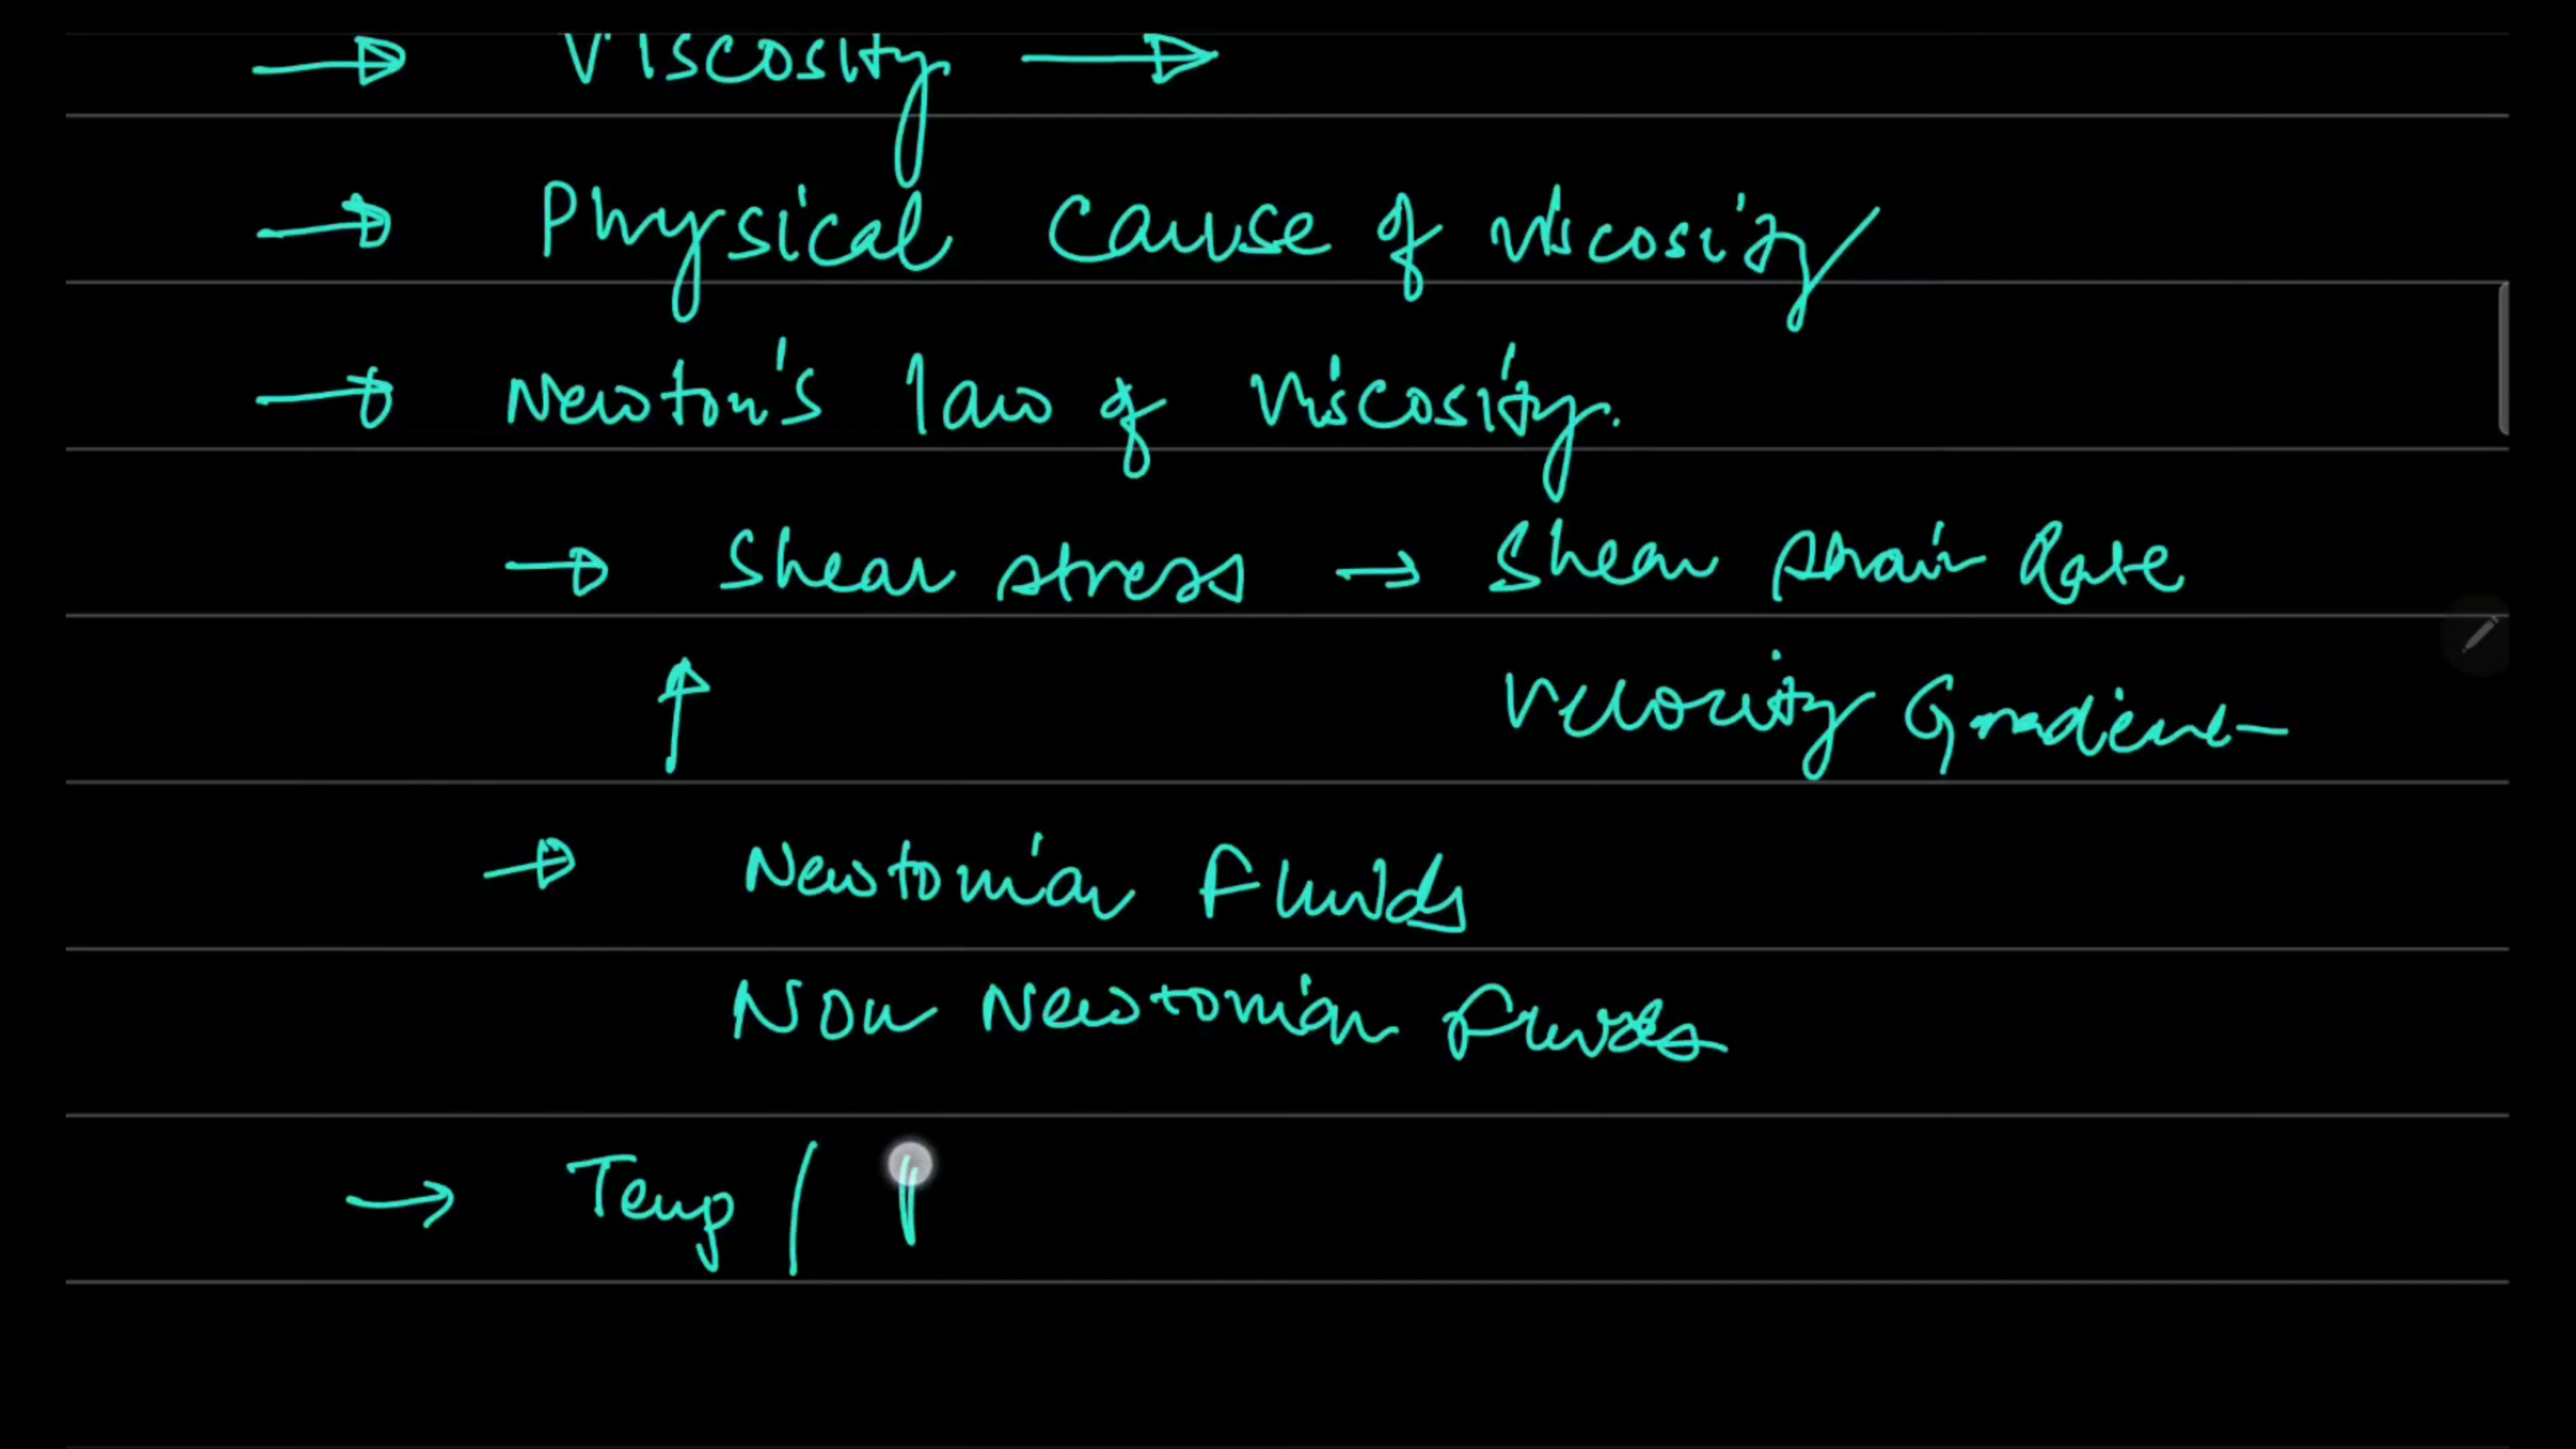 → Viscosity →
→ Physical cause of viscosity
→ Newton's law of Viscosity.
→ Shear stress → Shear strain Rate
↑ Velocity Gradient
→ Newtonian Fluids
Non Newtonian fluids
→ Temp /